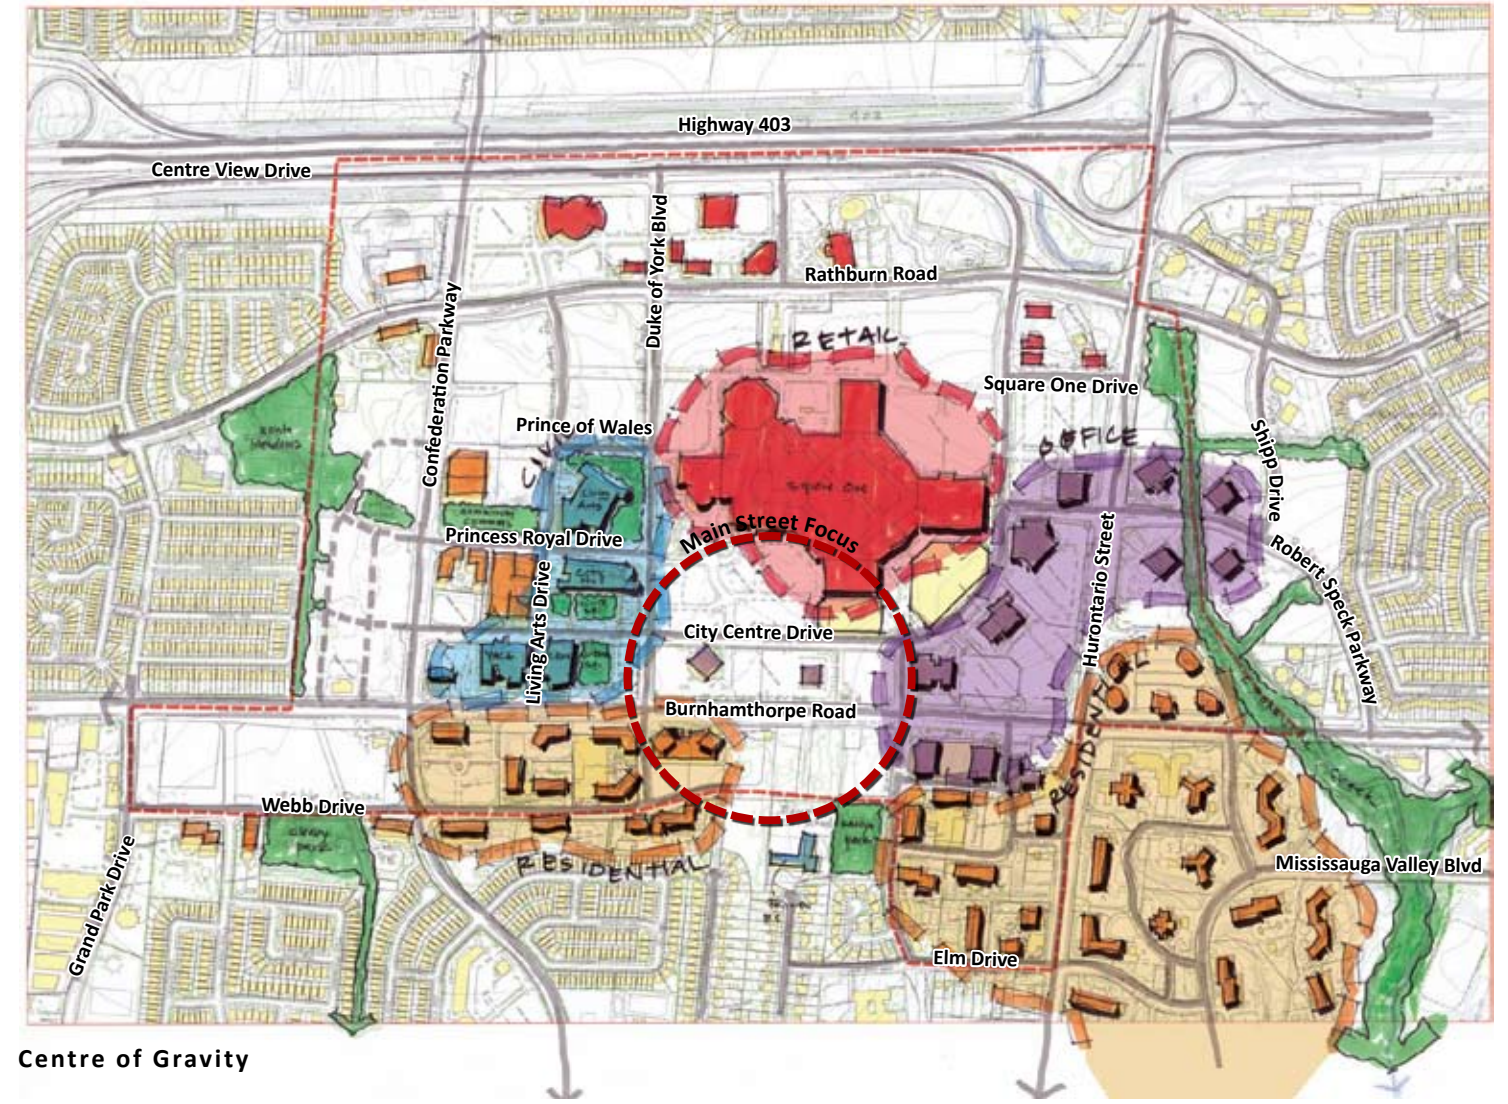 Highway 403
Centre View Drive
Duke of York Blvd
Rathburn Road
Confederation Parkway
RETAIL
Square One Drive
Prince of Wales
OFFICE
Shipp Drive
Princess Royal Drive
Main Street Focus
Living Arts Drive
Hurontario Street
Robert Speck Parkway
City Centre Drive
Burnhamthorpe Road
RESIDENTIAL
Webb Drive
Creek
RESIDENTIAL
Mississauga Valley Blvd
Grand Park Drive
Elm Drive
Centre of Gravity